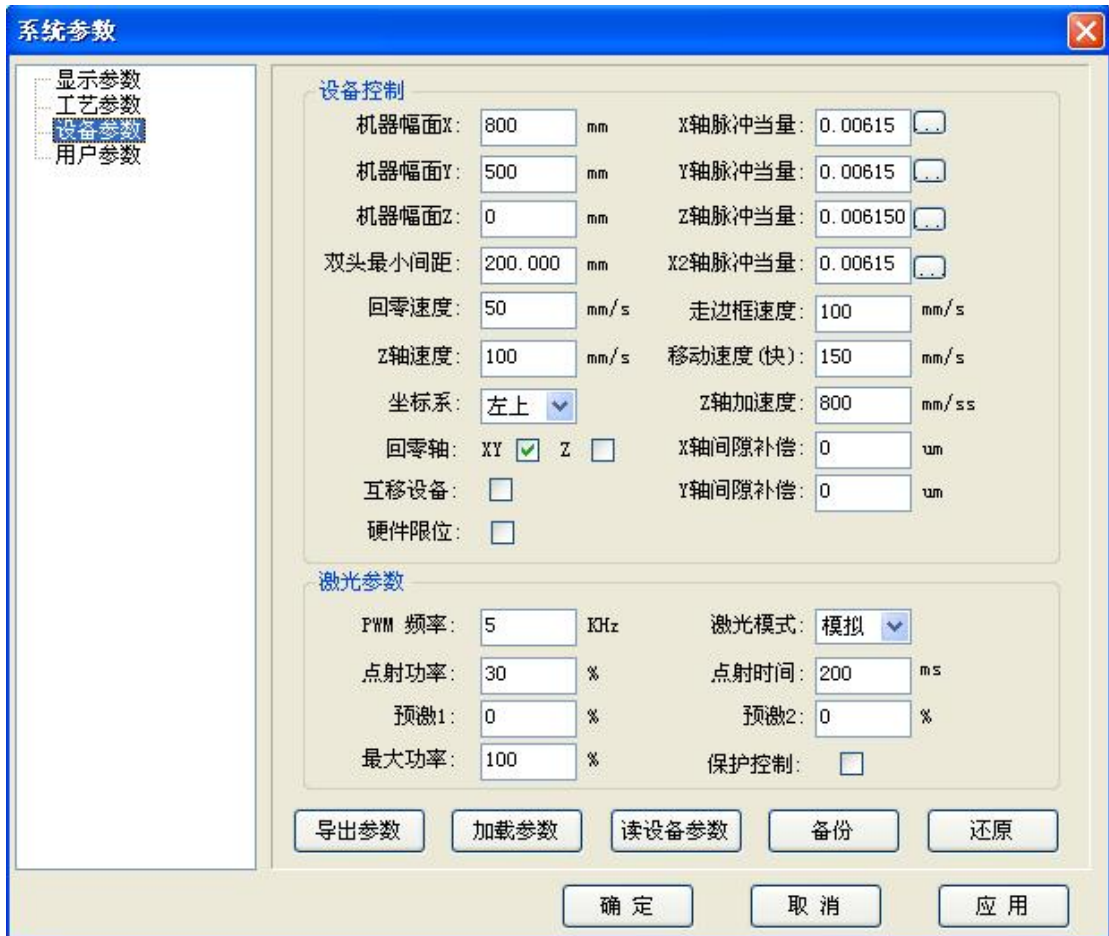 系统参数
显示参数
工艺参数
设备参数
用户参数
设备控制
机器幅面X: 800 mm X轴脉冲当量: 0.00615 ...
机器幅面Y: 500 mm Y轴脉冲当量: 0.00615 ...
机器幅面Z: 0 mm Z轴脉冲当量: 0.006150 ...
双头最小间距: 200.000 mm X2轴脉冲当量: 0.00615 ...
回零速度: 50 mm/s 走边框速度: 100 mm/s
Z轴速度: 100 mm/s 移动速度(快): 150 mm/s
坐标系: 左上 Z轴加速度: 800 mm/ss
回零轴: XY Z X轴间隙补偿: 0 um
互移设备: Y轴间隙补偿: 0 um
硬件限位:
激光参数
PWM 频率: 5 KHz 激光模式: 模拟
点射功率: 30 % 点射时间: 200 ms
预激1: 0 % 预激2: 0 %
最大功率: 100 % 保护控制:
导出参数 加载参数 读设备参数 备份 还原
确 定 取 消 应 用